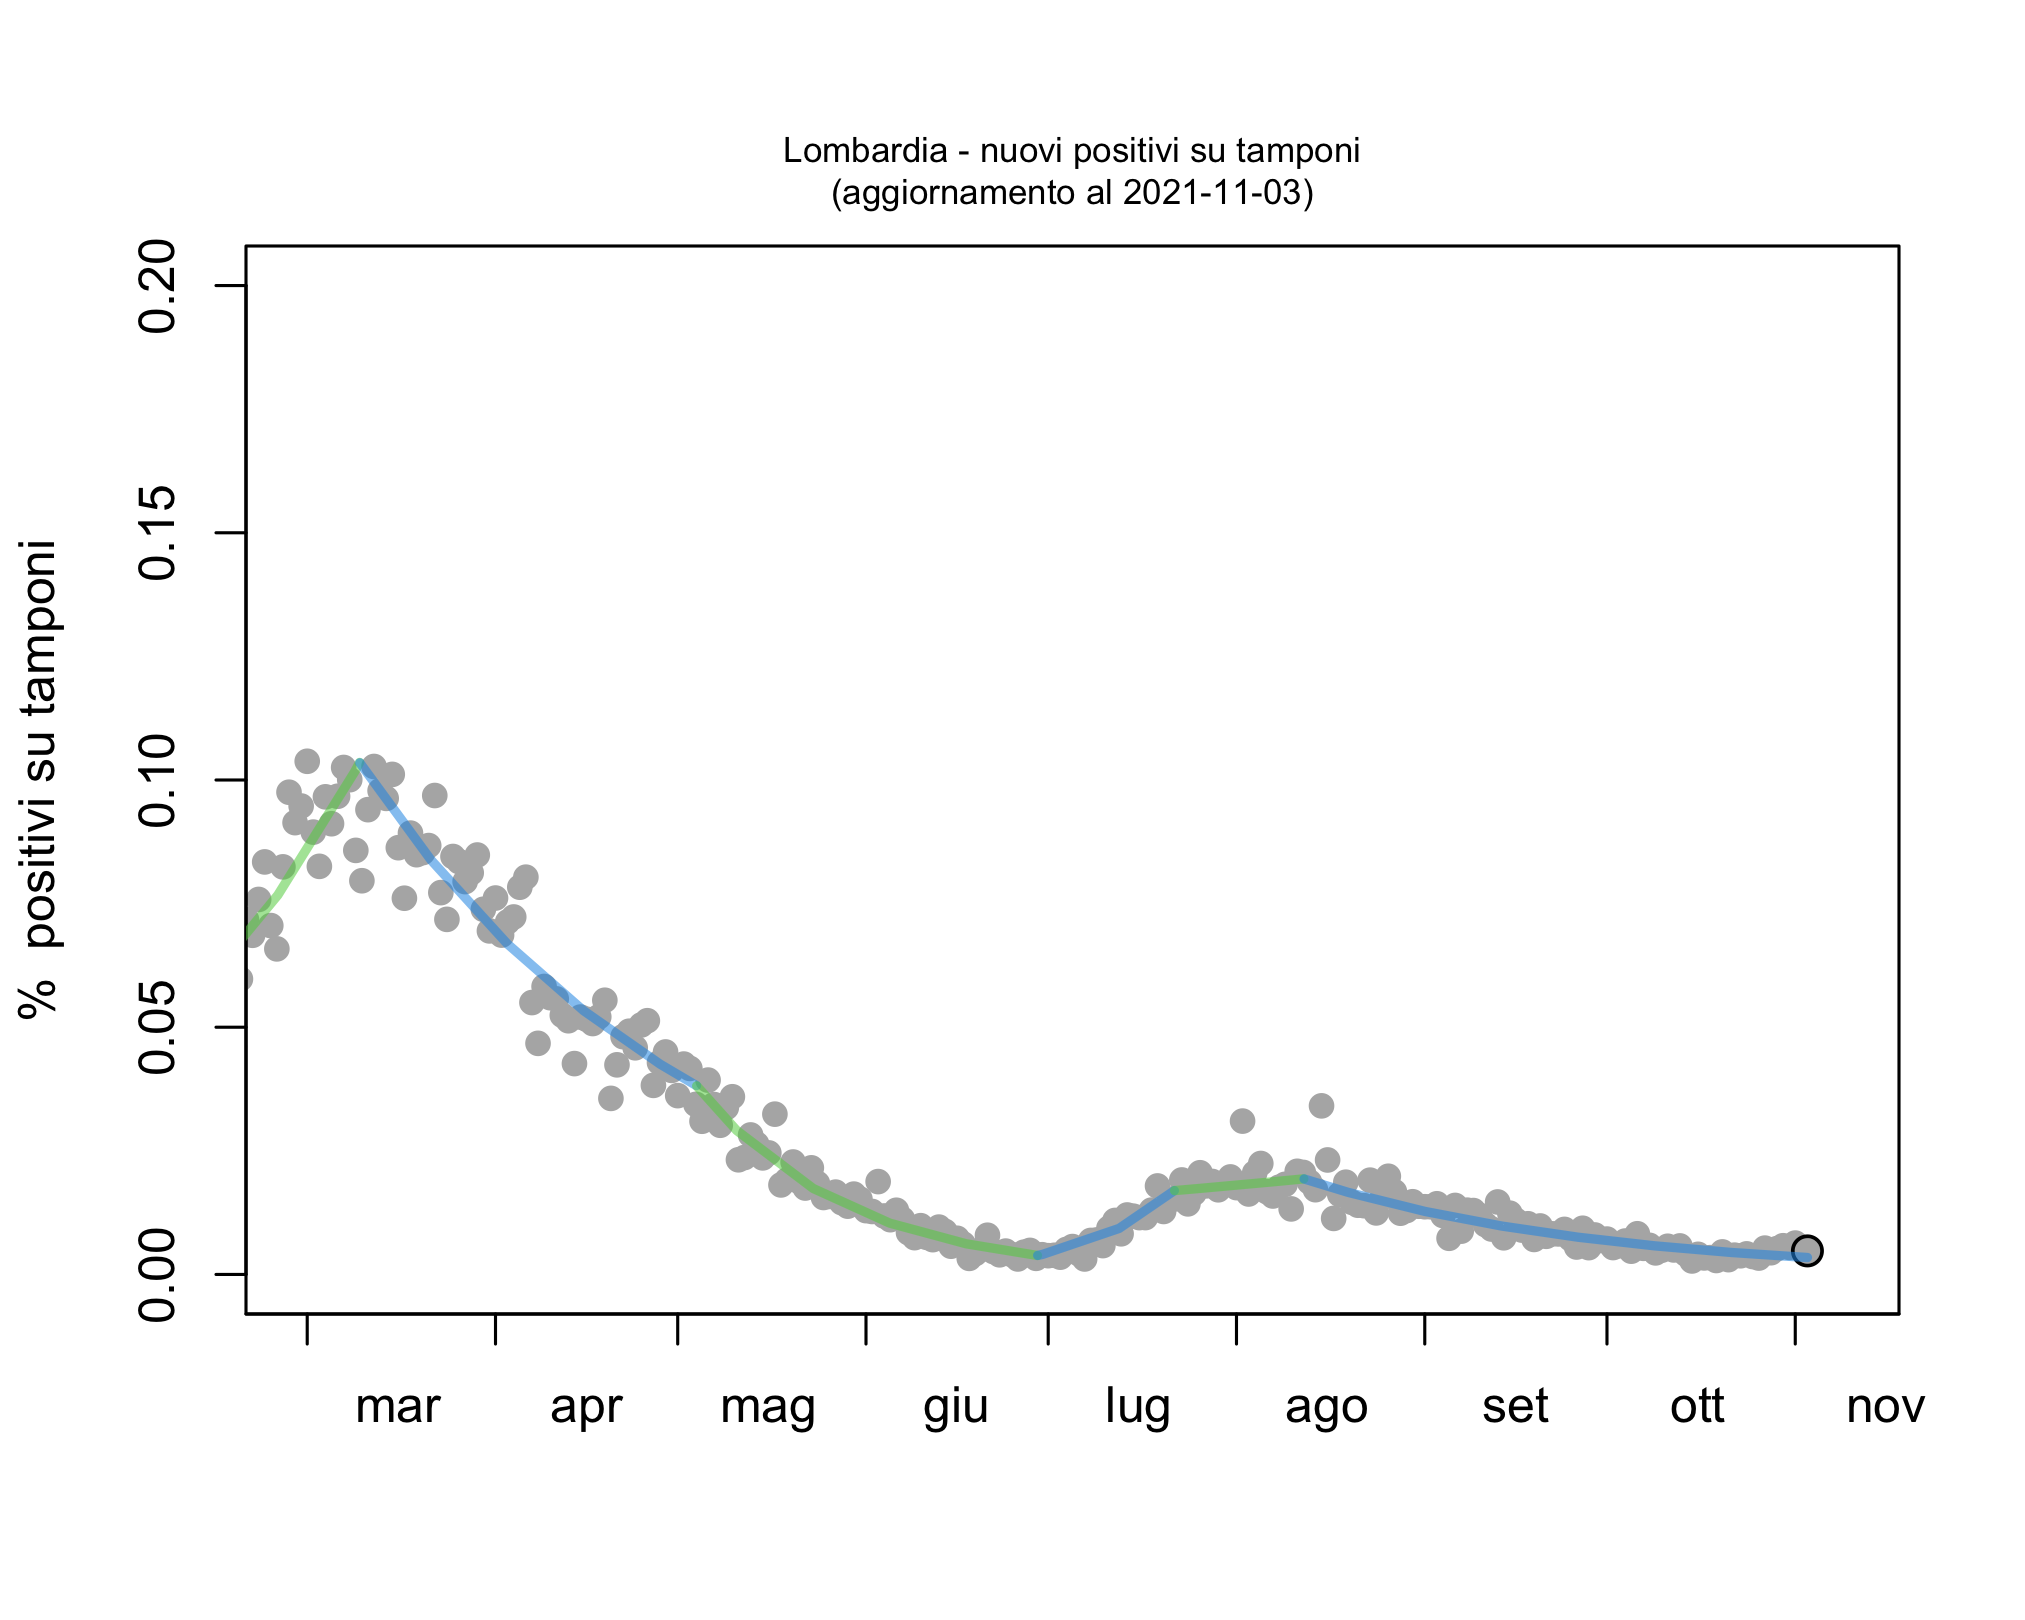 Lombardia - nuovi positivi su tamponi
(aggiornamento al 2021-11-03)
% positivi su tamponi
0.20
0.15
0.10
0.05
0.00
mar apr mag giu lug ago set ott nov